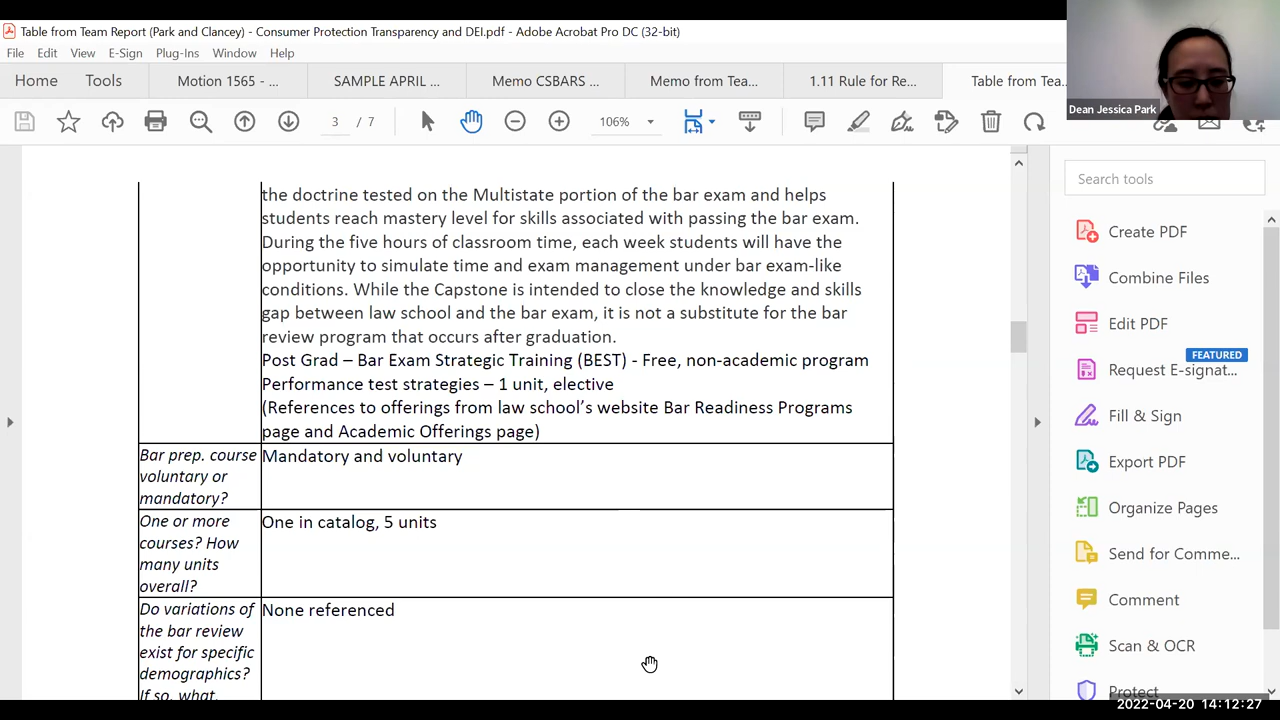 Table from Team Report (Park and Clancey) - Consumer Protection Transparency and DEI.pdf - Adobe Acrobat Pro DC (32-bit)
File Edit View E-Sign Plug-Ins Window Help
Home Tools Motion 1565 - ... SAMPLE APRIL ... Memo CSBARS ... Memo from Tea... 1.11 Rule for Re... Table from Tea...
Dean Jessica Park
3 / 7 106%
the doctrine tested on the Multistate portion of the bar exam and helps
students reach mastery level for skills associated with passing the bar exam.
During the five hours of classroom time, each week students will have the
opportunity to simulate time and exam management under bar exam-like
conditions. While the Capstone is intended to close the knowledge and skills
gap between law school and the bar exam, it is not a substitute for the bar
review program that occurs after graduation.
Post Grad – Bar Exam Strategic Training (BEST) - Free, non-academic program
Performance test strategies – 1 unit, elective
(References to offerings from law school's website Bar Readiness Programs
page and Academic Offerings page)
Bar prep. course
voluntary or
mandatory?
Mandatory and voluntary
One or more
courses? How
many units
overall?
One in catalog, 5 units
Do variations of
the bar review
exist for specific
demographics?
If so, what,
None referenced
Search tools
Create PDF
Combine Files
Edit PDF
FEATURED
Request E-signat...
Fill & Sign
Export PDF
Organize Pages
Send for Comme...
Comment
Scan & OCR
Protect
2022-04-20 14:12:27